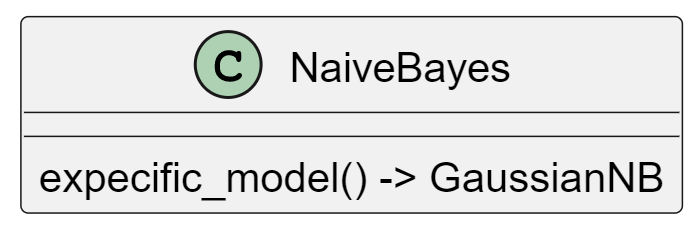 C NaiveBayes
expecific_model() -> GaussianNB